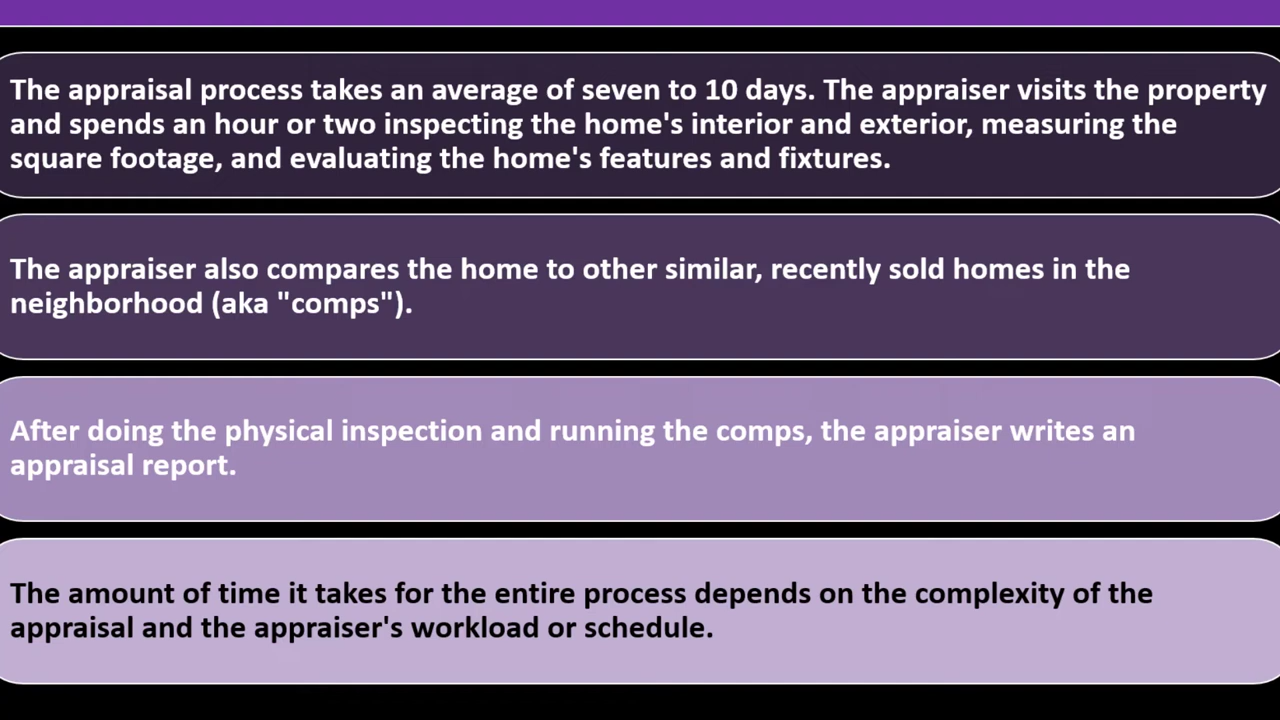 The appraisal process takes an average of seven to 10 days. The appraiser visits the property
and spends an hour or two inspecting the home's interior and exterior, measuring the
square footage, and evaluating the home's features and fixtures.
The appraiser also compares the home to other similar, recently sold homes in the
neighborhood (aka "comps").
After doing the physical inspection and running the comps, the appraiser writes an
appraisal report.
The amount of time it takes for the entire process depends on the complexity of the
appraisal and the appraiser's workload or schedule.